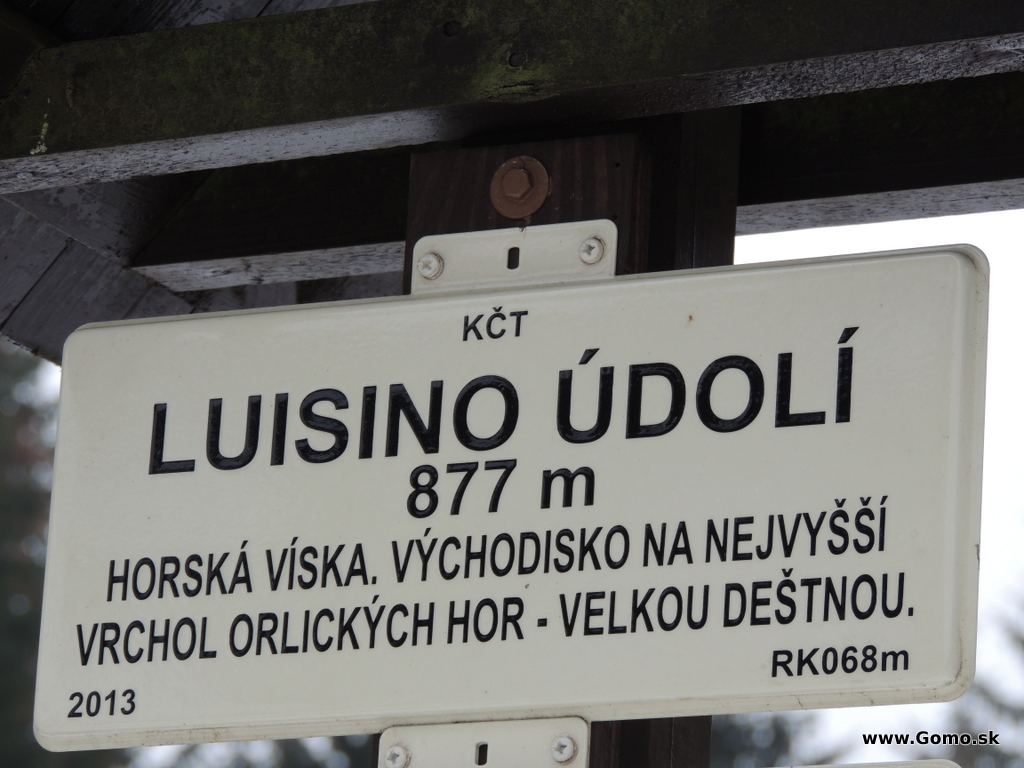 KČT
LUISINO ÚDOLÍ
877 m
HORSKÁ VÍSKA. VÝCHODISKO NA NEJVYŠŠÍ
VRCHOL ORLICKÝCH HOR - VELKOU DEŠTNOU.
RK068m
2013
www.Gomo.sk